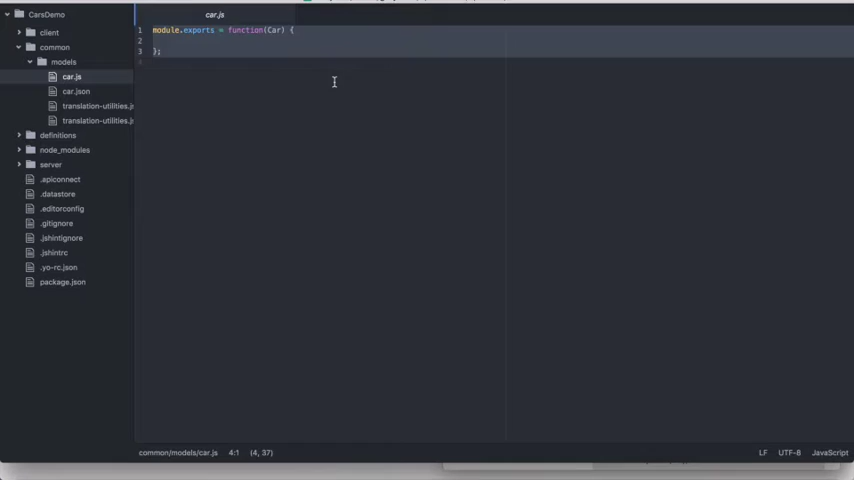 CarsDemo
client
common
models
car.js
car.json
translation-utilities.js
translation-utilities.js
definitions
node_modules
server
.apiconnect
.datastore
.editorconfig
.gitignore
.jshintignore
.jshintrc
.yo-rc.json
package.json
car.js
1 module.exports = function(Car) {
2
3 };
4
common/models/car.js 4:1 (4, 37)
LF UTF-8 JavaScript